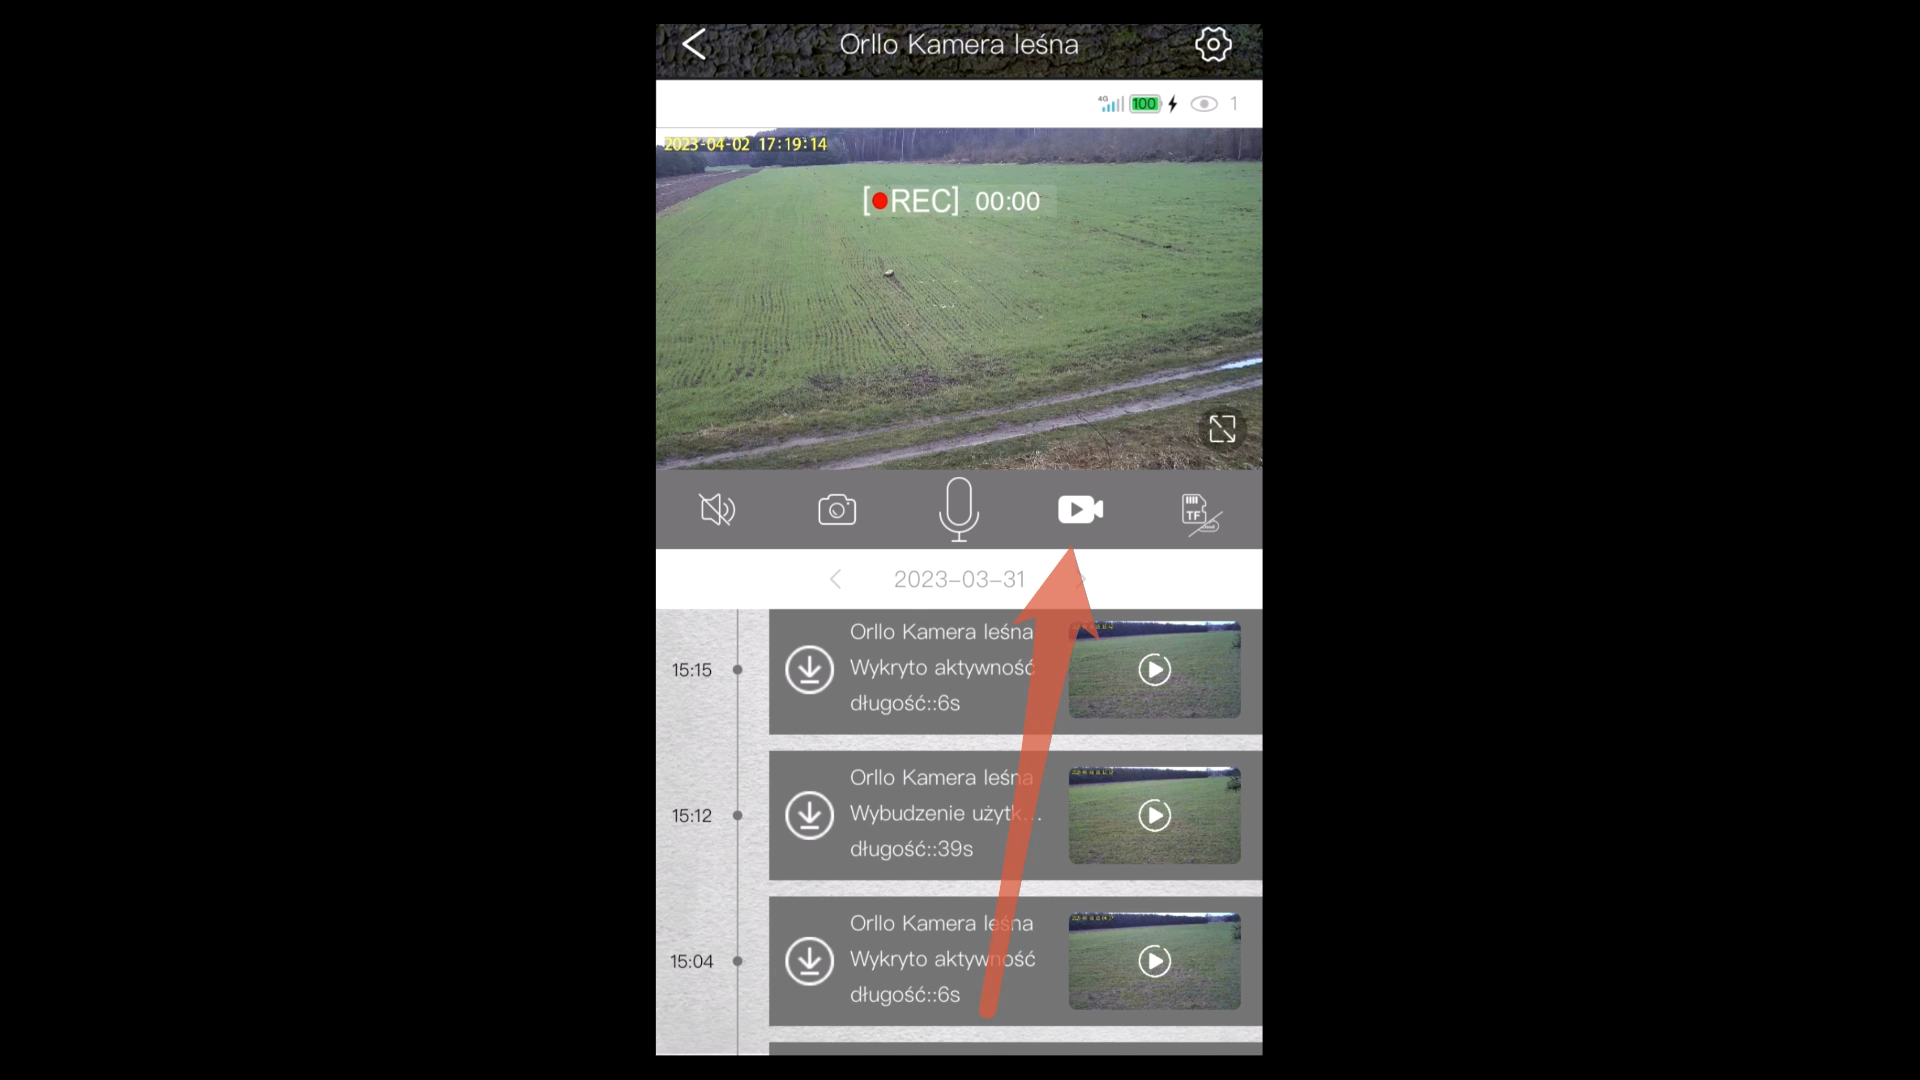 Orllo Kamera leśna
4G 100 1
2023-04-02 17:19:14
[●REC] 00:00
TF
2023-03-31
15:15
Orllo Kamera leśna
Wykryto aktywność
długość::6s
15:12
Orllo Kamera leśna
Wybudzenie użytk...
długość::39s
15:04
Orllo Kamera leśna
Wykryto aktywność
długość::6s